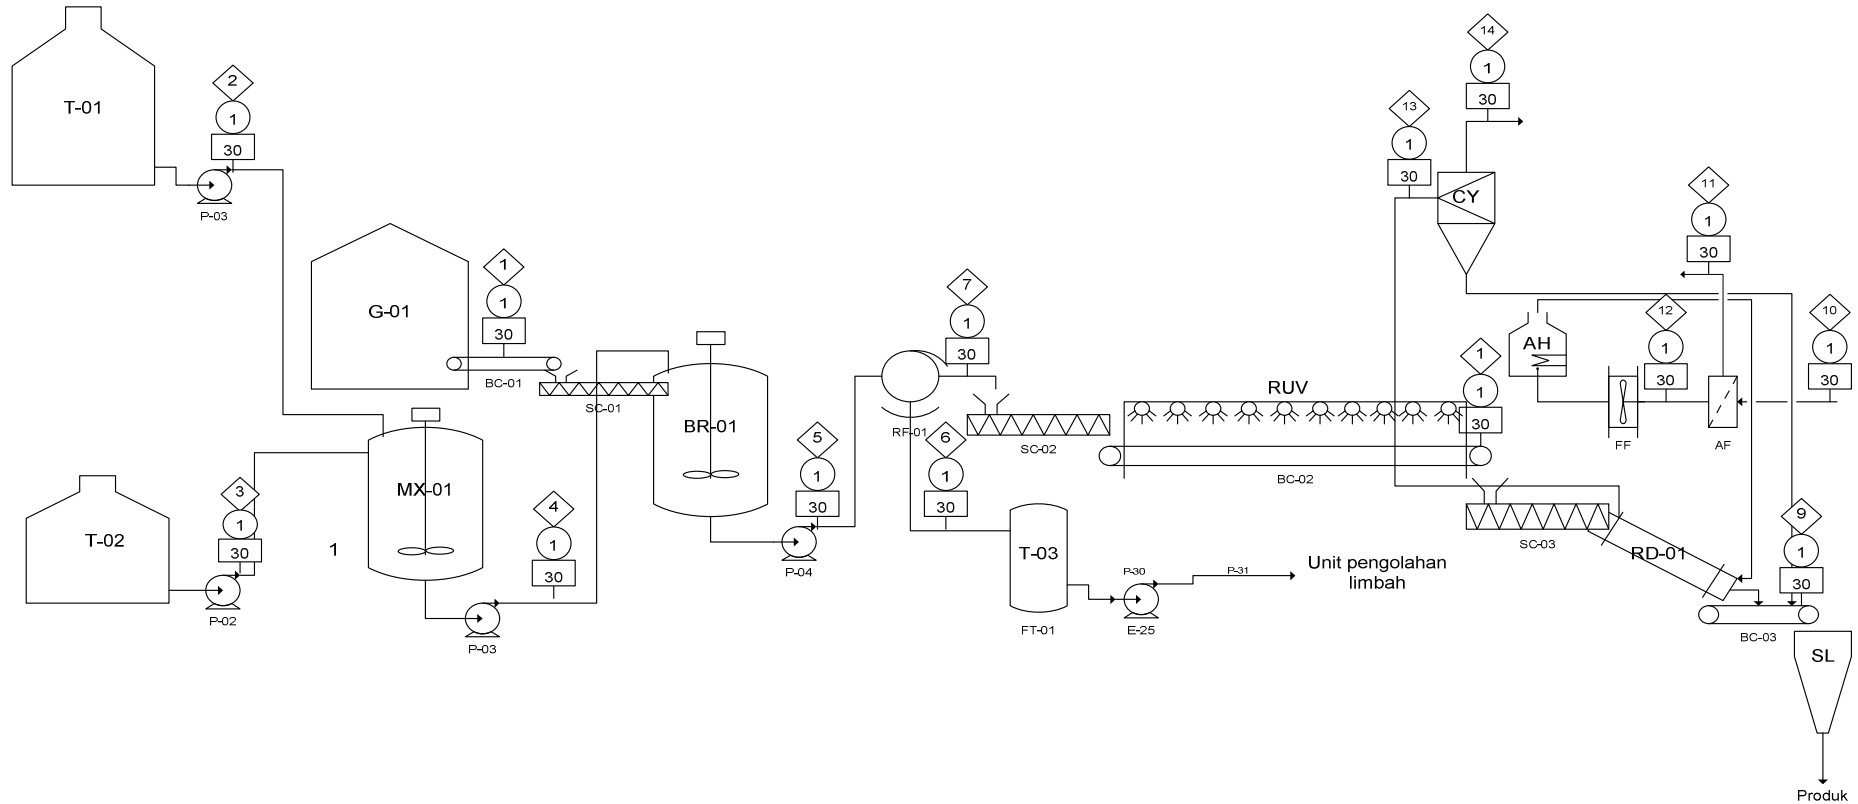 14
1
30
13
1
30
CY
2
1
30
T-01
P-03
11
1
30
1
1
30
G-01
BC-01
SC-01
7
1
30
12
1
30
10
1
30
AH
FF
AF
1
1
30
RUV
BR-01
RF-01
SC-02
BC-02
5
1
30
P-04
6
1
30
3
1
30
MX-01
4
1
30
T-02
1
P-02
P-03
T-03
FT-01
P-30
P-31
E-25
Unit pengolahan
limbah
SC-03
RD-01
9
1
30
BC-03
SL
Produk